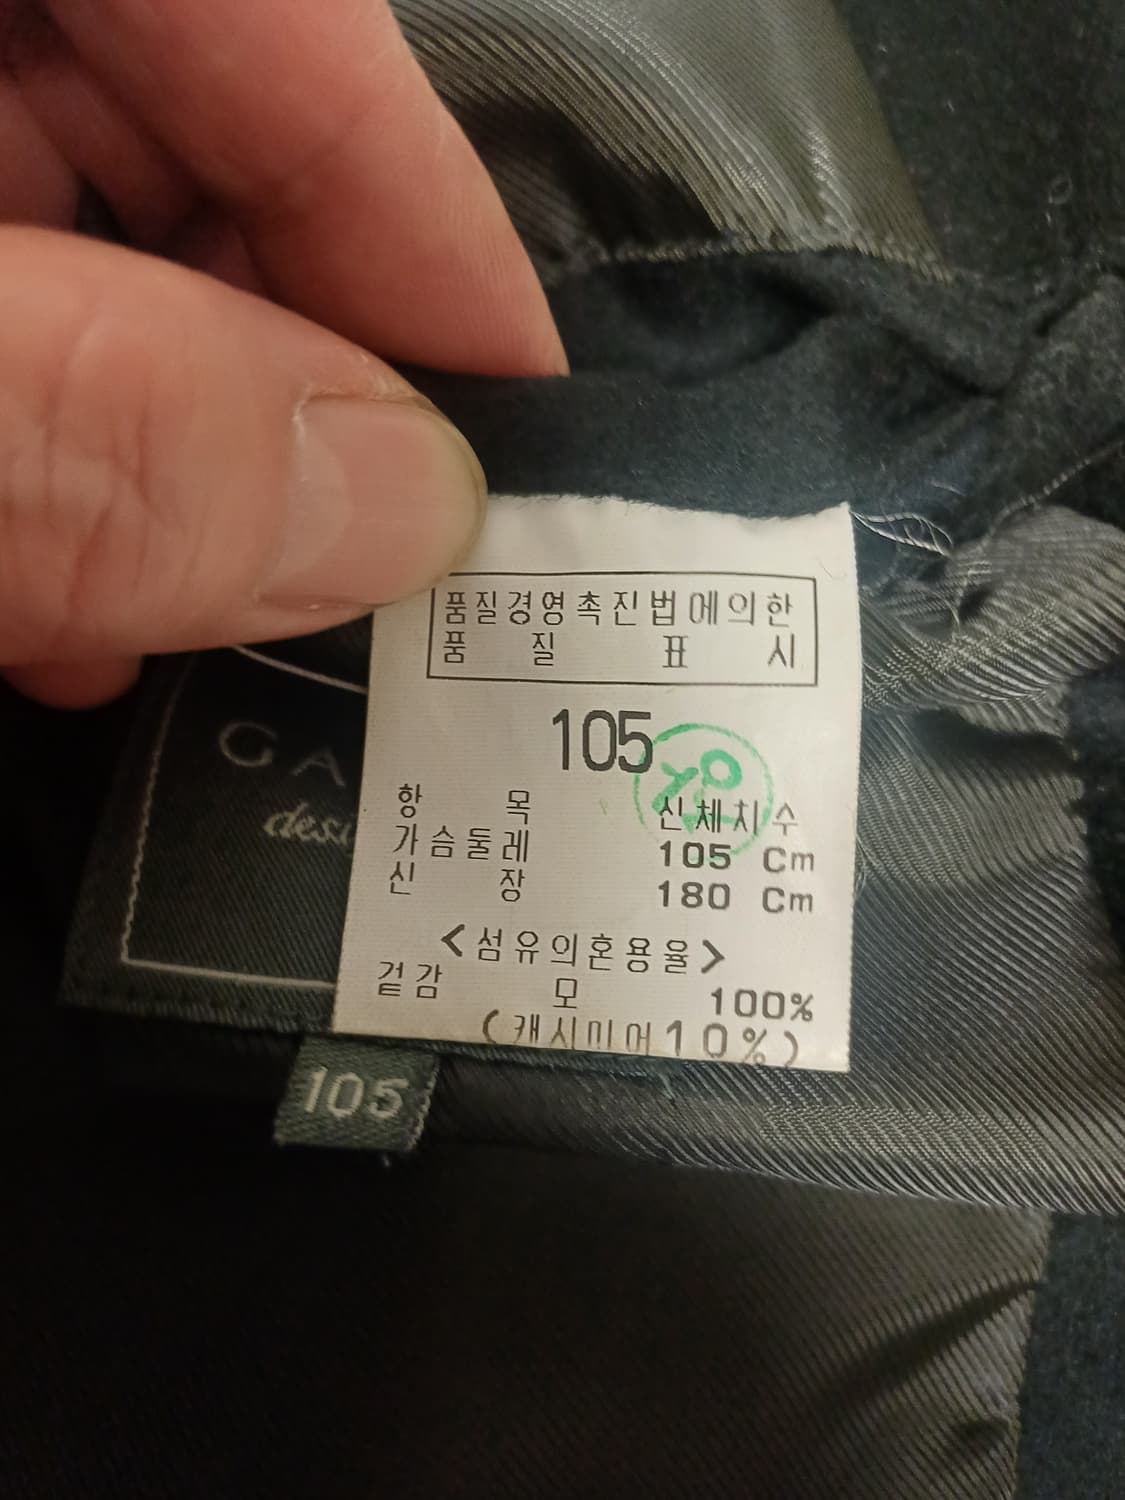 품질경영촉진법에의한
품 질 표 시
105
OK
항 목 신체치수
가슴둘레 105 Cm
신 장 180 Cm
<섬유의혼용율>
겉감 모 100%
(캐시미어10%)
105